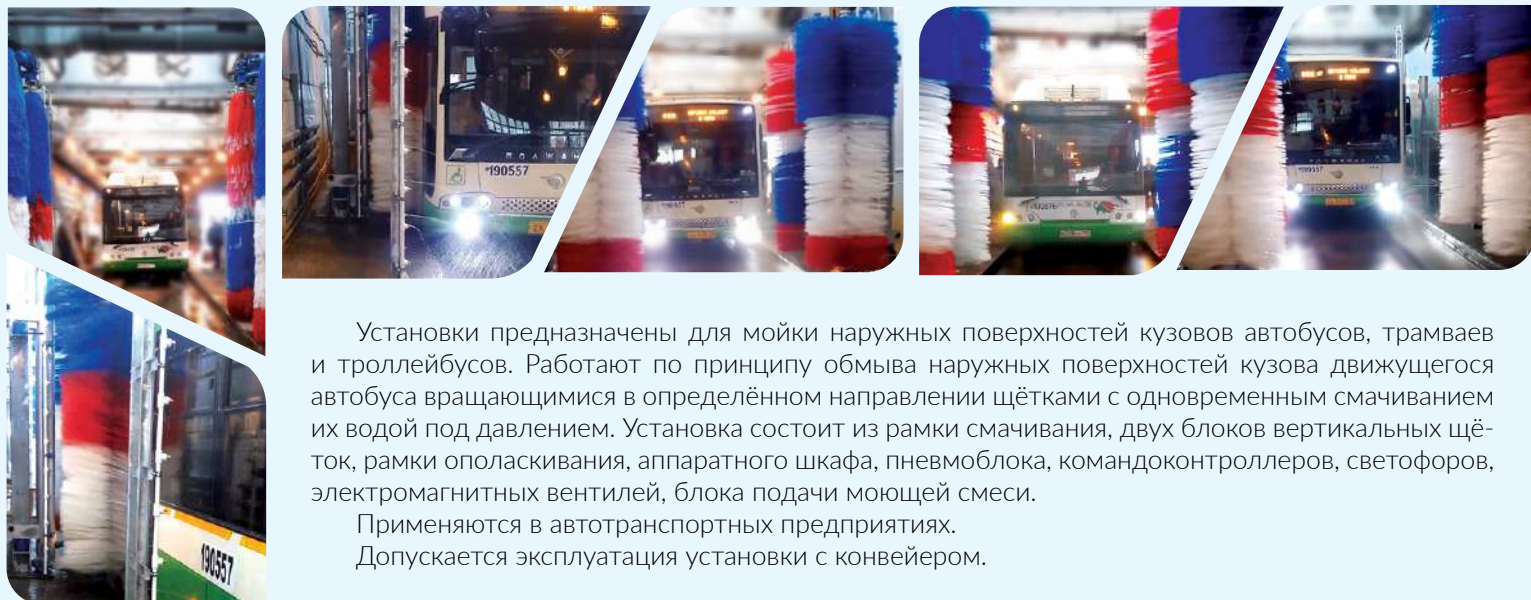 190557
190557
Установки предназначены для мойки наружных поверхностей кузовов автобусов, трамваев
и троллейбусов. Работают по принципу обмыва наружных поверхностей кузова движущегося
автобуса вращающимися в определённом направлении щётками с одновременным смачиванием
их водой под давлением. Установка состоит из рамки смачивания, двух блоков вертикальных щё-
ток, рамки ополаскивания, аппаратного шкафа, пневмоблока, командоконтроллеров, светофоров,
электромагнитных вентилей, блока подачи моющей смеси.
Применяются в автотранспортных предприятиях.
Допускается эксплуатация установки с конвейером.
190557